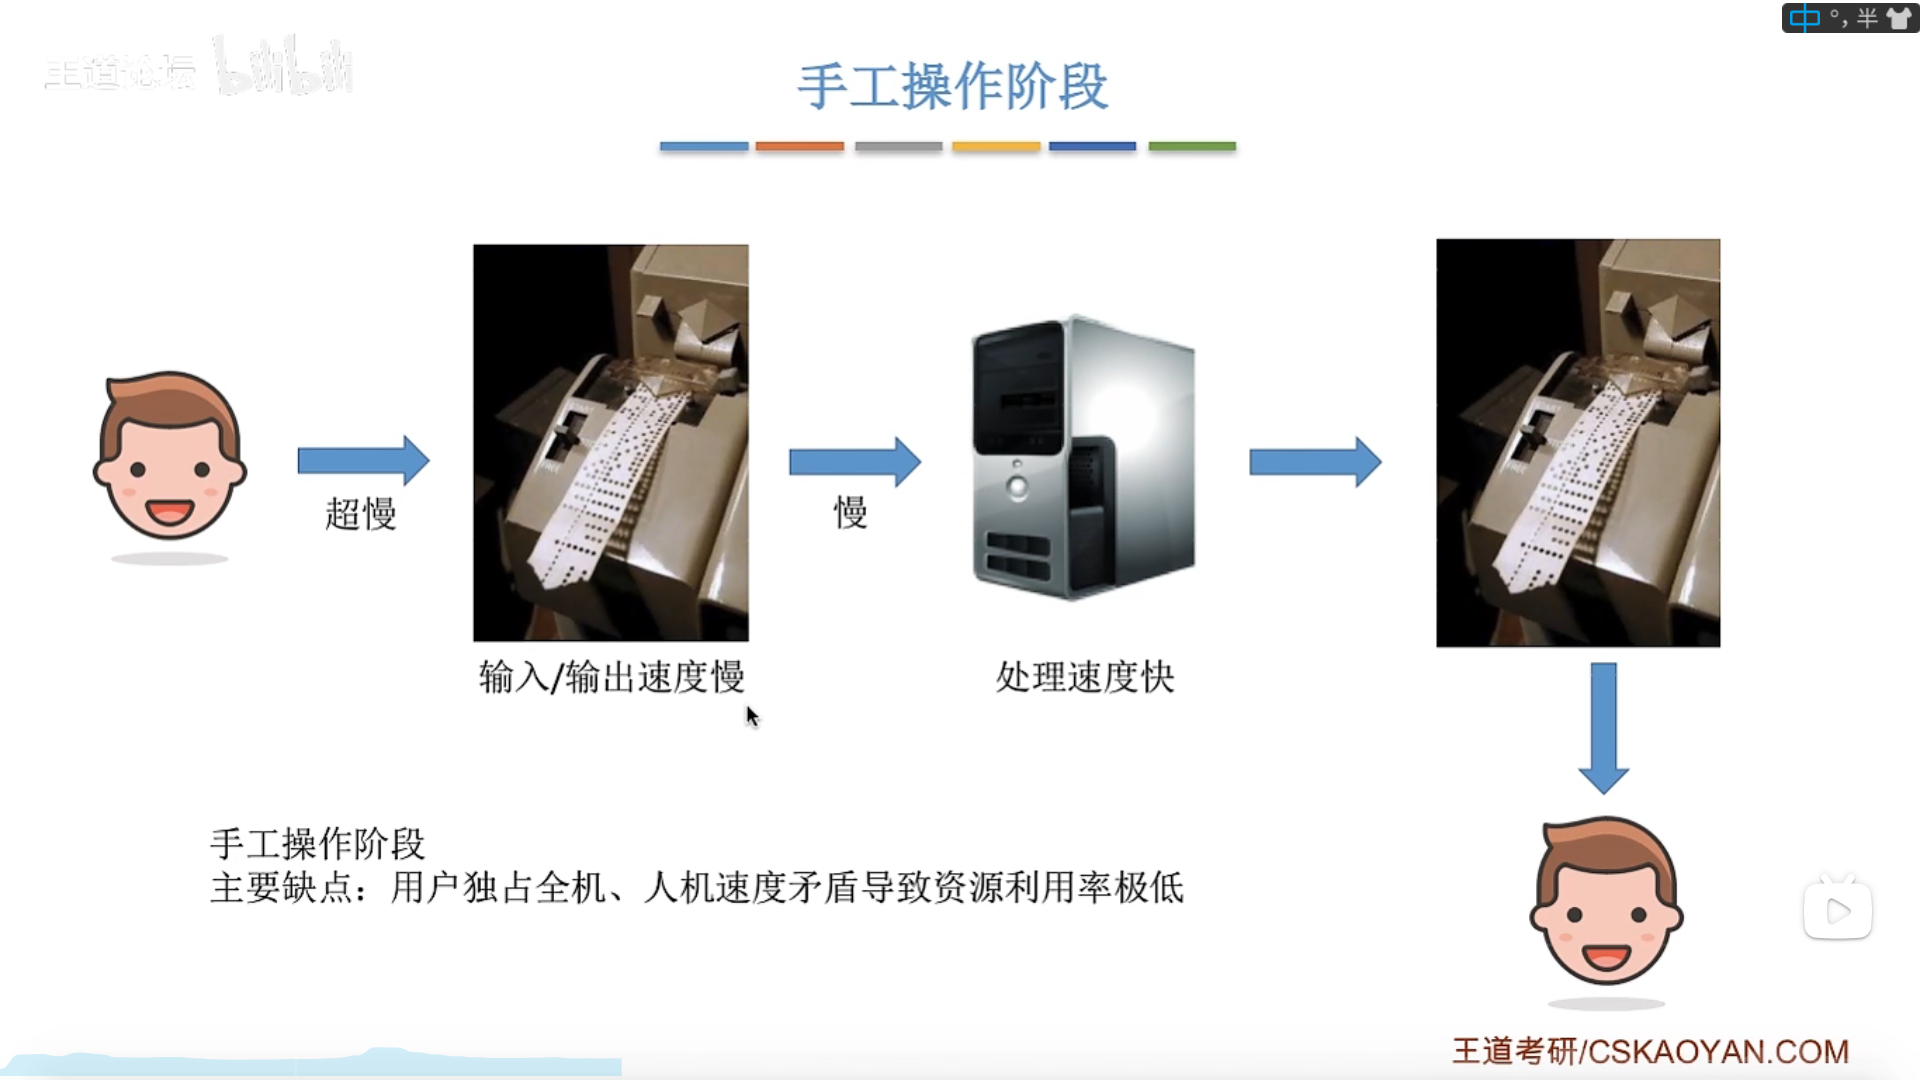 中 °, 半
王道论坛 bilibili
手工操作阶段
超慢
慢
输入/输出速度慢
处理速度快
手工操作阶段
主要缺点：用户独占全机、人机速度矛盾导致资源利用率极低
王道考研/CSKAOYAN.COM